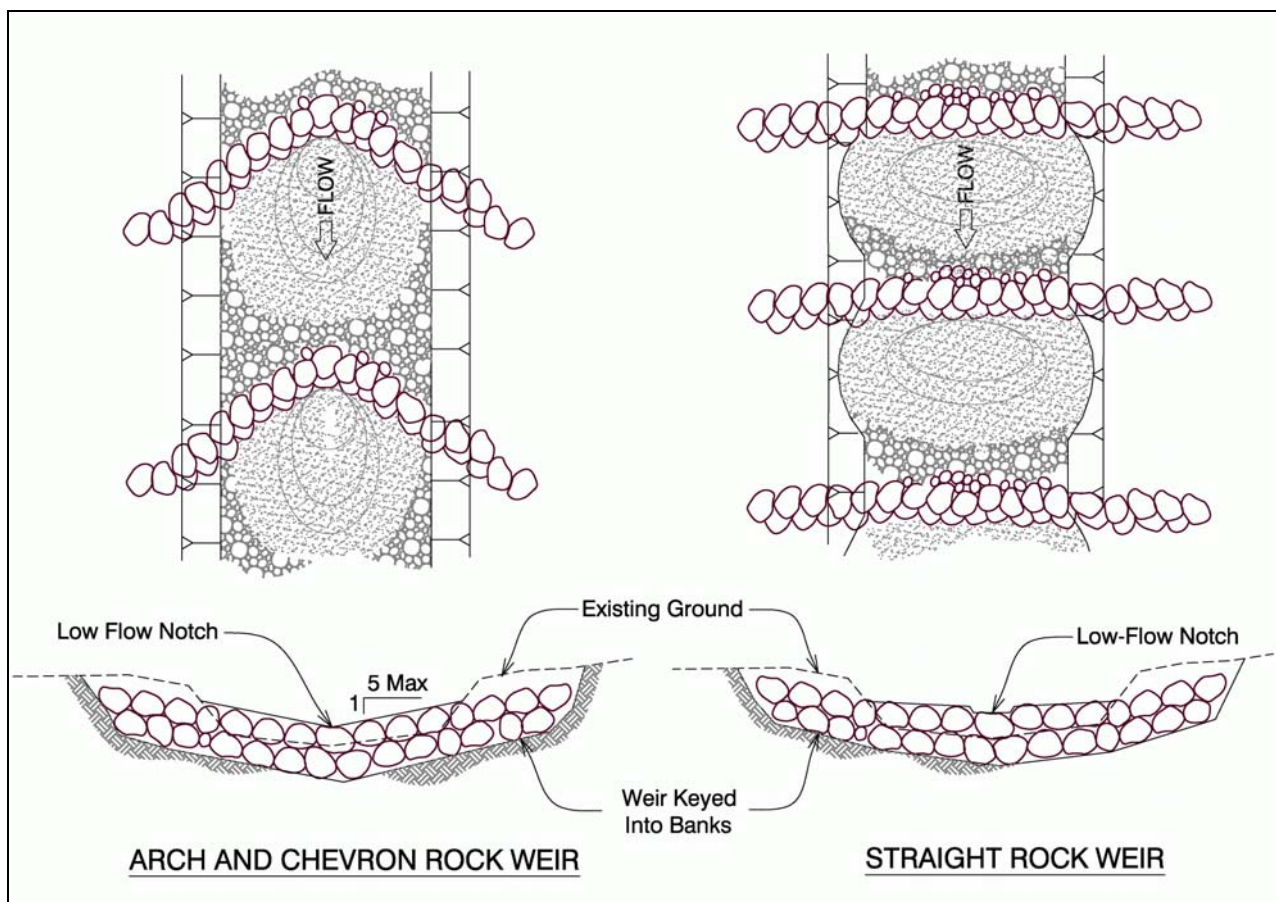 FLOW
FLOW
Low Flow Notch
Existing Ground
Low-Flow Notch
5 Max
1
Weir Keyed
Into Banks
ARCH AND CHEVRON ROCK WEIR
STRAIGHT ROCK WEIR